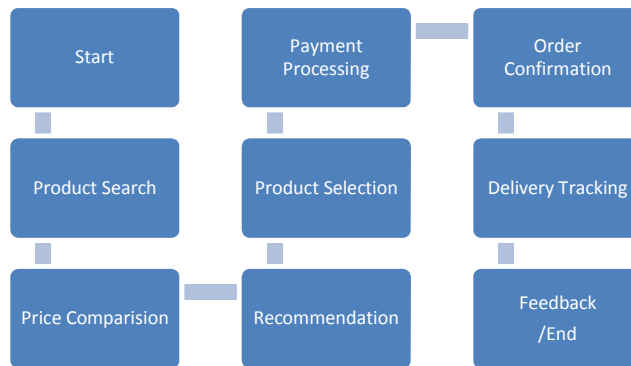 Start
Product Search
Price Comparision
Recommendation
Product Selection
Payment
Processing
Order
Confirmation
Delivery Tracking
Feedback
/End